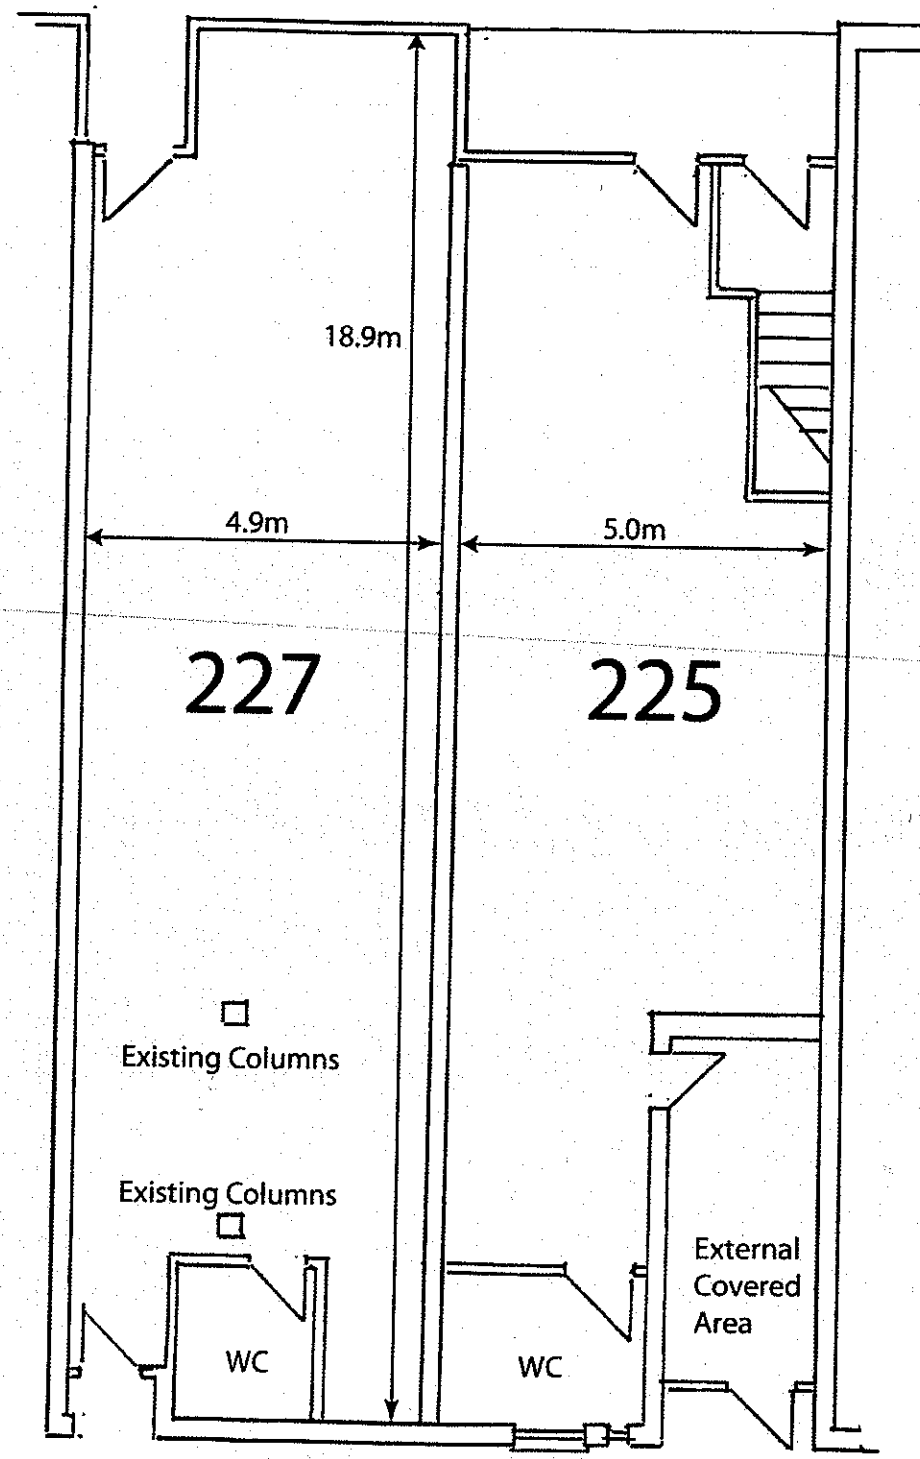 18.9m
4.9m
5.0m
227
225
Existing Columns
Existing Columns
External
Covered
Area
WC
WC